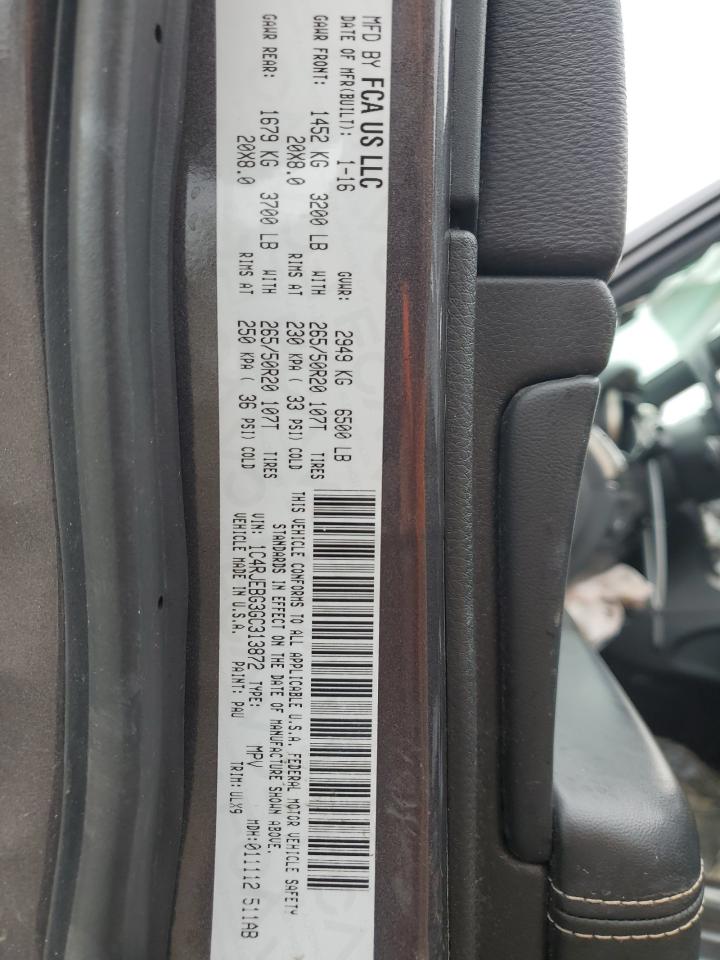 MFD BY FCA US LLC
DATE OF MFR(BUILT): 1-16 GVWR: 2949 KG 6500 LB
GAWR FRONT: 1452 KG 3200 LB WITH 265/50R20 107T TIRES
20X8.0 RIMS AT 230 KPA ( 33 PSI) COLD
GAWR REAR: 1679 KG 3700 LB WITH 265/50R20 107T TIRES
20X8.0 RIMS AT 250 KPA ( 36 PSI) COLD
THIS VEHICLE CONFORMS TO ALL APPLICABLE U.S.A. FEDERAL MOTOR VEHICLE SAFETY
STANDARDS IN EFFECT ON THE DATE OF MANUFACTURE SHOWN ABOVE.
VIN: 1C4RJEBG3GC313872 TYPE: MPV MDH:011112 511AB
VEHICLE MADE IN U.S.A. PAINT: PAU TRIM: ULX9